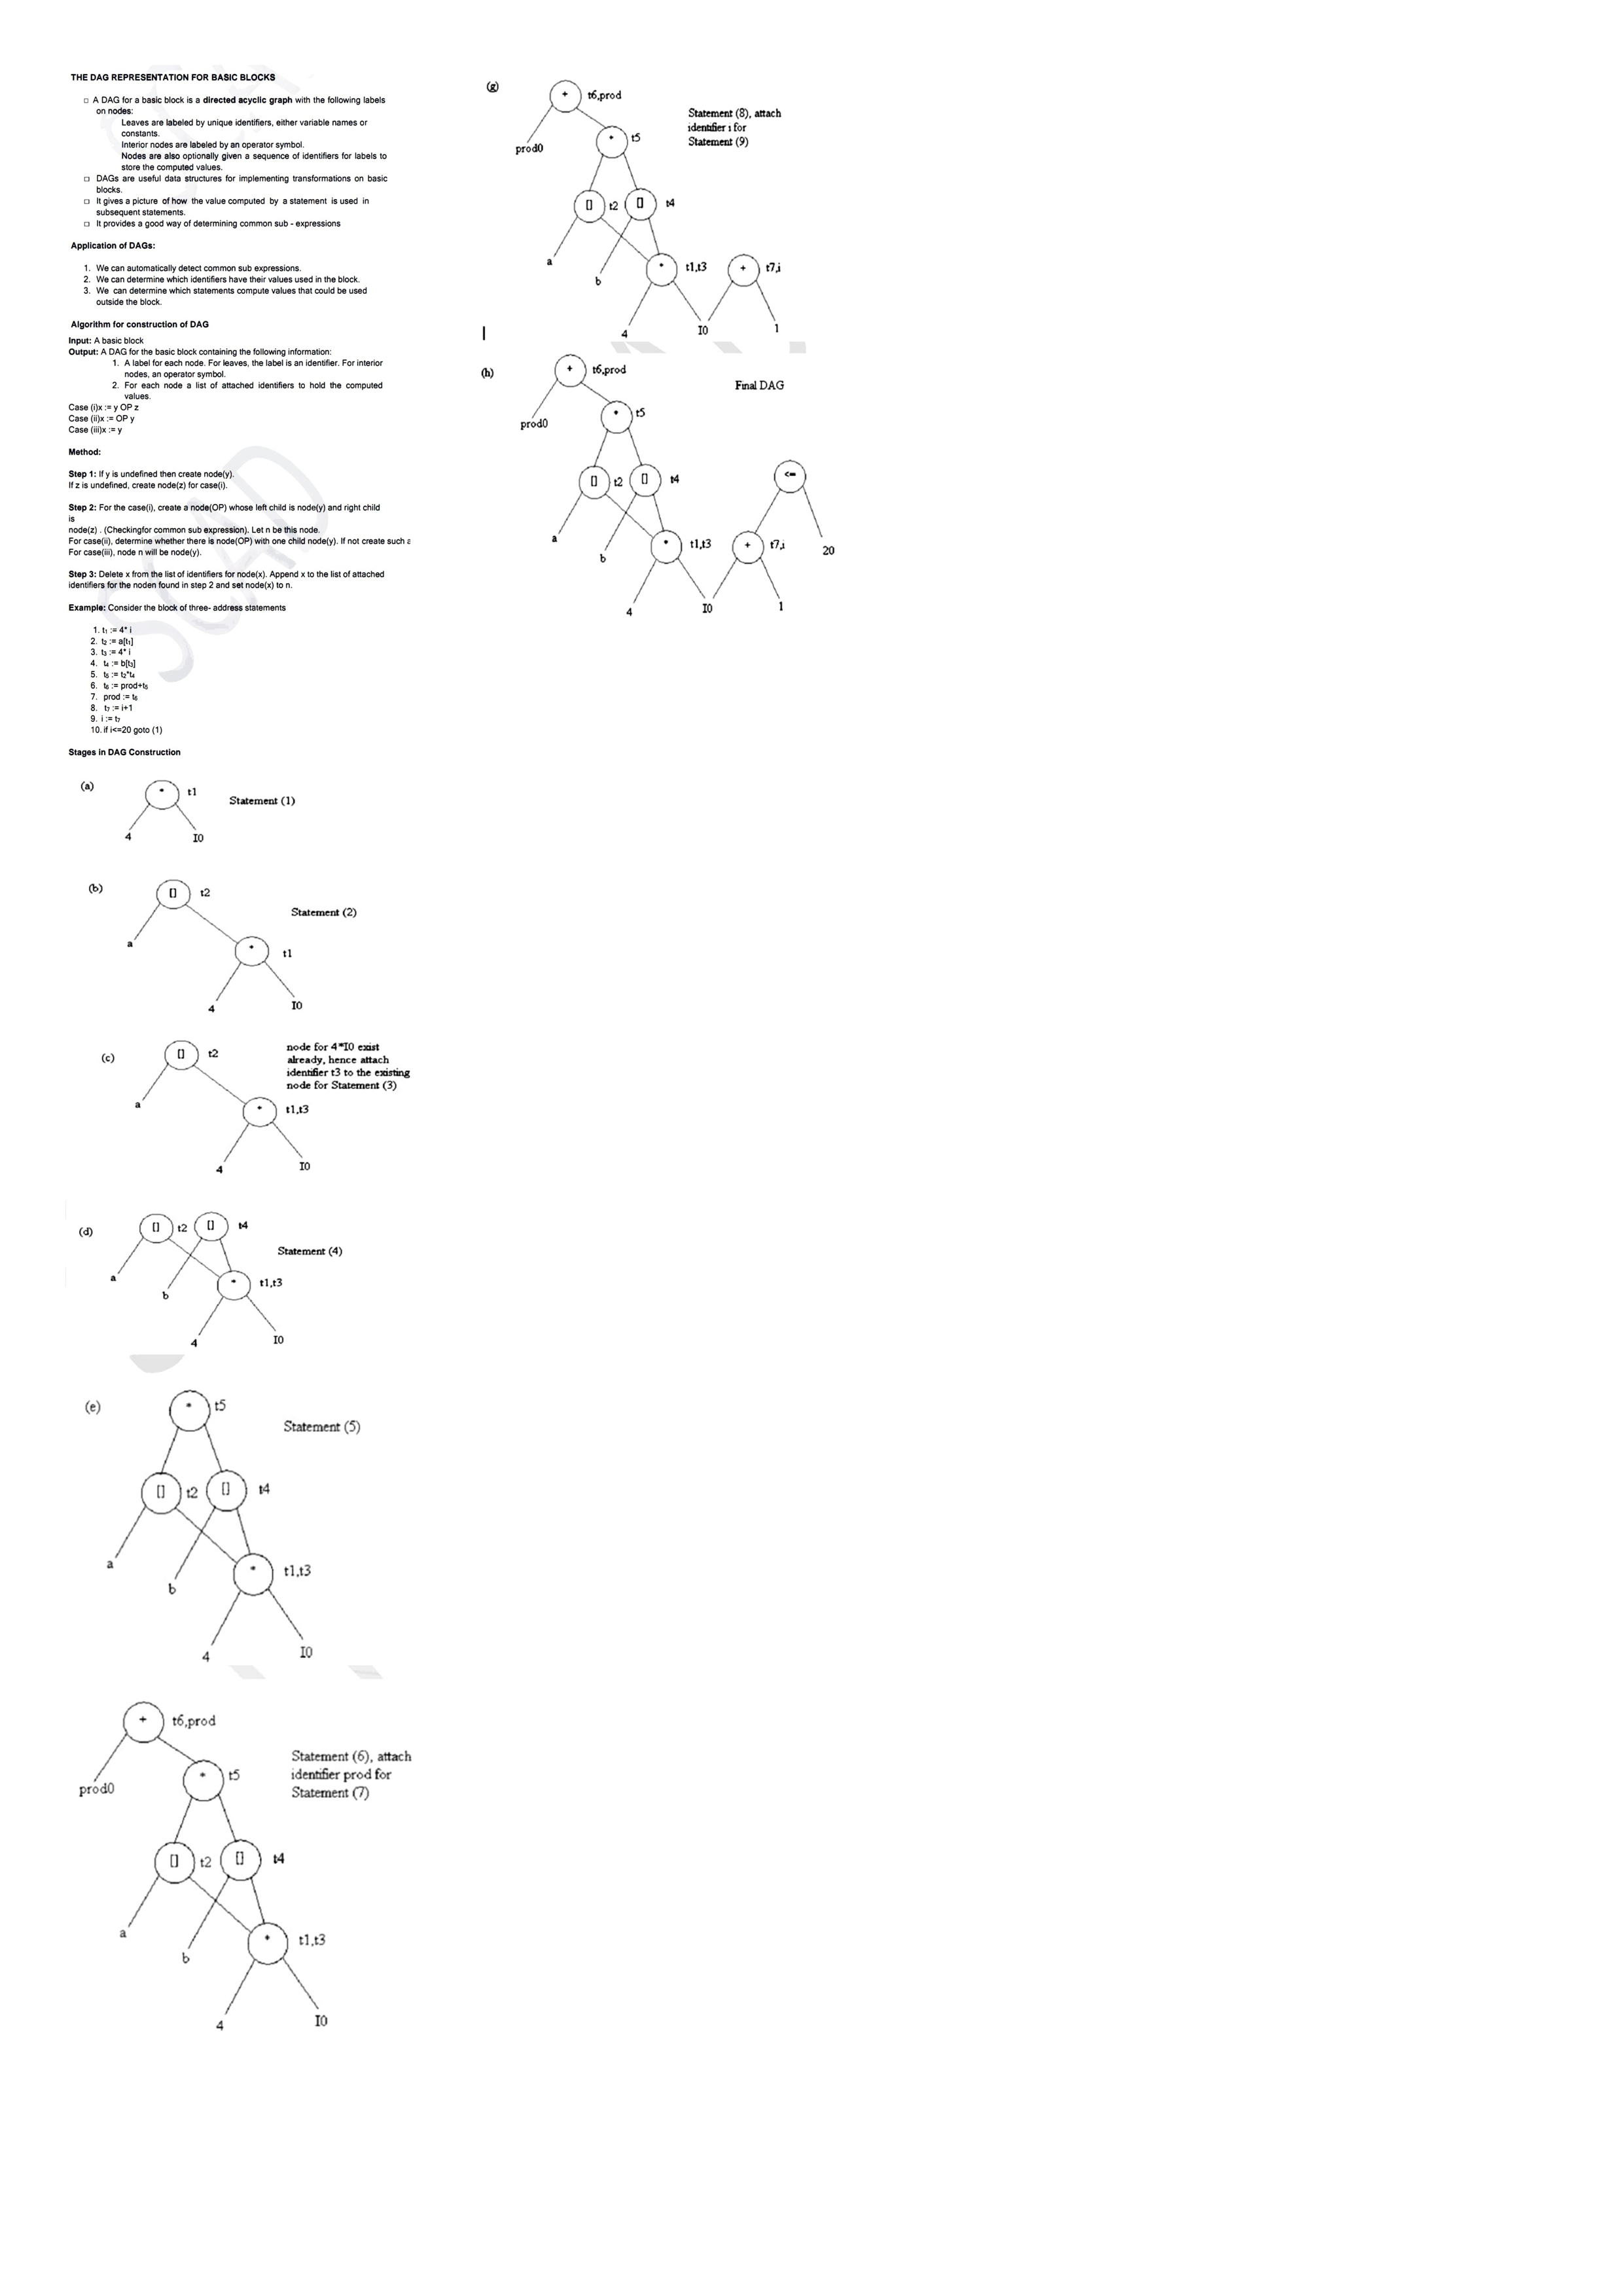 THE DAG REPRESENTATION FOR BASIC BLOCKS
□ A DAG for a basic block is a directed acyclic graph with the following labels
on nodes:
Leaves are labeled by unique identifiers, either variable names or
constants.
Interior nodes are labeled by an operator symbol.
Nodes are also optionally given a sequence of identifiers for labels to
store the computed values.
□ DAGs are useful data structures for implementing transformations on basic
blocks.
□ It gives a picture of how the value computed by a statement is used in
subsequent statements.
□ It provides a good way of determining common sub - expressions
Application of DAGs:
1. We can automatically detect common sub expressions.
2. We can determine which identifiers have their values used in the block.
3. We can determine which statements compute values that could be used
outside the block.
Algorithm for construction of DAG
Input: A basic block
Output: A DAG for the basic block containing the following information:
1. A label for each node. For leaves, the label is an identifier. For interior
nodes, an operator symbol.
2. For each node a list of attached identifiers to hold the computed
values.
Case (i)x := y OP z
Case (ii)x := OP y
Case (iii)x := y
Method:
Step 1: If y is undefined then create node(y).
If z is undefined, create node(z) for case(i).
Step 2: For the case(i), create a node(OP) whose left child is node(y) and right child
is
node(z) . (Checkingfor common sub expression). Let n be this node.
For case(ii), determine whether there is node(OP) with one child node(y). If not create such a
For case(iii), node n will be node(y).
Step 3: Delete x from the list of identifiers for node(x). Append x to the list of attached
identifiers for the noden found in step 2 and set node(x) to n.
Example: Consider the block of three- address statements
1. t₁ := 4* i
2. t₂ := a[t₁]
3. t₃ := 4* i
4. t₄ := b[t₃]
5. t₅ := t₂*t₄
6. t₆ := prod+t₅
7. prod := t₆
8. t₇ := i+1
9. i := t₇
10. if i<=20 goto (1)
Stages in DAG Construction
(a)
* t1
Statement (1)
4 I0
(b)
[] t2
Statement (2)
a
* t1
4 I0
(c)
[] t2
node for 4*I0 exist
already, hence attach
identifier t3 to the existing
node for Statement (3)
a
* t1,t3
4 I0
(d)
[] t2 [] t4
Statement (4)
a
b
* t1,t3
4 I0
(e)
* t5
Statement (5)
[] t2 [] t4
a
b
* t1,t3
4 I0
+ t6,prod
Statement (6), attach
identifier prod for
Statement (7)
prod0
* t5
[] t2 [] t4
a
b
* t1,t3
4 I0
(g)
+ t6,prod
Statement (8), attach
identifier i for
Statement (9)
prod0
* t5
[] t2 [] t4
a
b
* t1,t3 + t7,i
4 I0 1
(h)
+ t6,prod
Final DAG
prod0
* t5
[] t2 [] t4
<=
a
b
* t1,t3 + t7,i 20
4 I0 1
SCAD